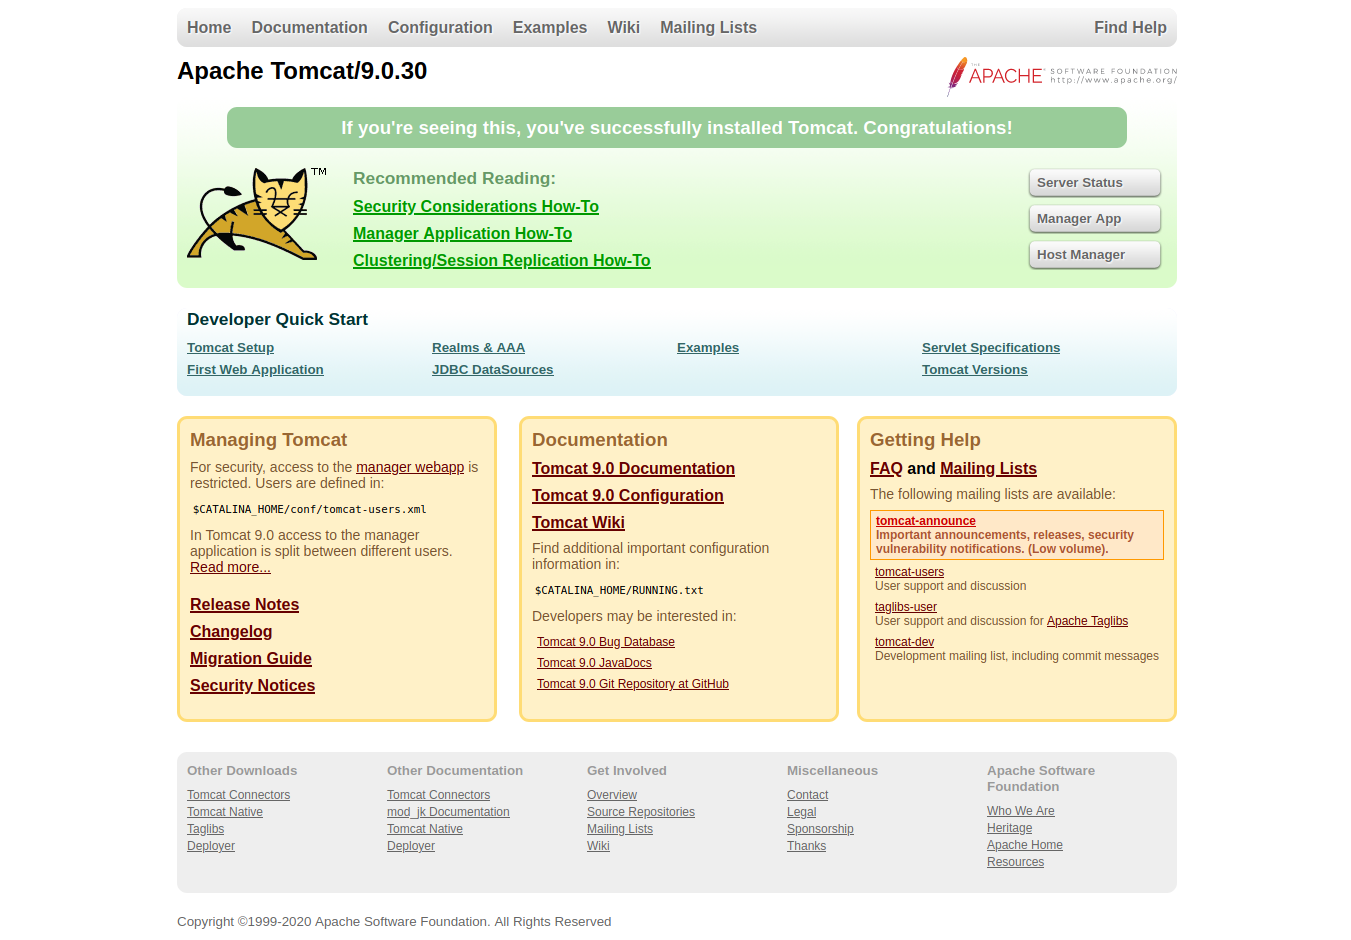 Home Documentation Configuration Examples Wiki Mailing Lists Find Help
Apache Tomcat/9.0.30
THE APACHE SOFTWARE FOUNDATION
http://www.apache.org/
If you're seeing this, you've successfully installed Tomcat. Congratulations!
TM
Recommended Reading:
Security Considerations How-To
Manager Application How-To
Clustering/Session Replication How-To
Server Status
Manager App
Host Manager
Developer Quick Start
Tomcat Setup
First Web Application
Realms & AAA
JDBC DataSources
Examples
Servlet Specifications
Tomcat Versions
Managing Tomcat
For security, access to the manager webapp is
restricted. Users are defined in:
$CATALINA_HOME/conf/tomcat-users.xml
In Tomcat 9.0 access to the manager
application is split between different users.
Read more...
Release Notes
Changelog
Migration Guide
Security Notices
Documentation
Tomcat 9.0 Documentation
Tomcat 9.0 Configuration
Tomcat Wiki
Find additional important configuration
information in:
$CATALINA_HOME/RUNNING.txt
Developers may be interested in:
Tomcat 9.0 Bug Database
Tomcat 9.0 JavaDocs
Tomcat 9.0 Git Repository at GitHub
Getting Help
FAQ and Mailing Lists
The following mailing lists are available:
tomcat-announce
Important announcements, releases, security
vulnerability notifications. (Low volume).
tomcat-users
User support and discussion
taglibs-user
User support and discussion for Apache Taglibs
tomcat-dev
Development mailing list, including commit messages
Other Downloads
Tomcat Connectors
Tomcat Native
Taglibs
Deployer
Other Documentation
Tomcat Connectors
mod_jk Documentation
Tomcat Native
Deployer
Get Involved
Overview
Source Repositories
Mailing Lists
Wiki
Miscellaneous
Contact
Legal
Sponsorship
Thanks
Apache Software
Foundation
Who We Are
Heritage
Apache Home
Resources
Copyright ©1999-2020 Apache Software Foundation. All Rights Reserved